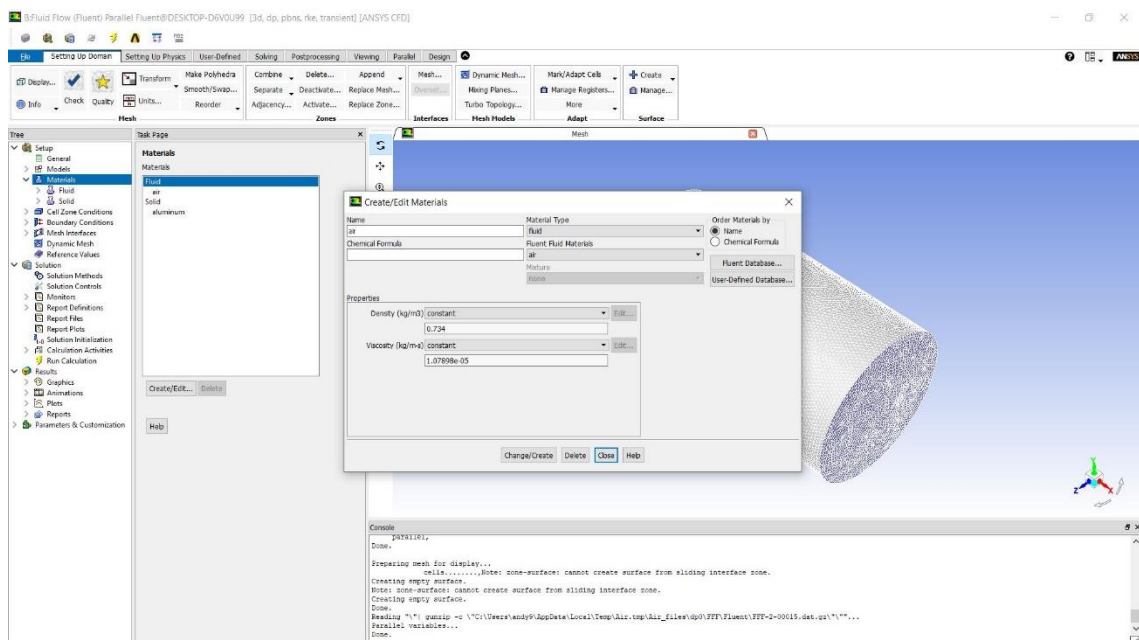 B:Fluid Flow (Fluent) Parallel Fluent@DESKTOP-D6V0U99 [3d, dp, pbns, rke, transient] [ANSYS CFD]
File Setting Up Domain Setting Up Physics User-Defined Solving Postprocessing Viewing Parallel Design ANSYS
Display... Transform Make Polyhedra Combine Delete... Append Mesh... Dynamic Mesh... Mark/Adapt Cells Create
Info Check Quality Units... Smooth/Swap... Separate Deactivate... Replace Mesh... Overset... Mixing Planes... Manage Registers... Manage...
Reorder Adjacency... Activate... Replace Zone... Turbo Topology... More
Mesh Zones Interfaces Mesh Models Adapt Surface
Tree
Setup
General
Models
Materials
Fluid
Solid
Cell Zone Conditions
Boundary Conditions
Mesh Interfaces
Dynamic Mesh
Reference Values
Solution
Solution Methods
Solution Controls
Monitors
Report Definitions
Report Files
Report Plots
Solution Initialization
Calculation Activities
Run Calculation
Results
Graphics
Animations
Plots
Reports
Parameters & Customization
Task Page
Materials
Materials
Fluid
air
Solid
aluminum
Create/Edit... Delete
Help
Mesh
Create/Edit Materials
Name
air
Chemical Formula
Material Type
fluid
Fluent Fluid Materials
air
Mixture
none
Order Materials by
Name
Chemical Formula
Fluent Database...
User-Defined Database...
Properties
Density (kg/m3) constant Edit...
0.734
Viscosity (kg/m-s) constant Edit...
1.07898e-05
Change/Create Delete Close Help
Y
Z
X
Console
parallel,
Done.
Preparing mesh for display...
cells........,Note: zone-surface: cannot create surface from sliding interface zone.
Creating empty surface.
Note: zone-surface: cannot create surface from sliding interface zone.
Creating empty surface.
Done.
Reading "\"| gunzip -c \"C:\Users\andy9\AppData\Local\Temp\Air.tmp\Air_files\dp0\FFF\Fluent\FFF-2-00015.dat.gz\"\""...
Parallel variables...
Done.